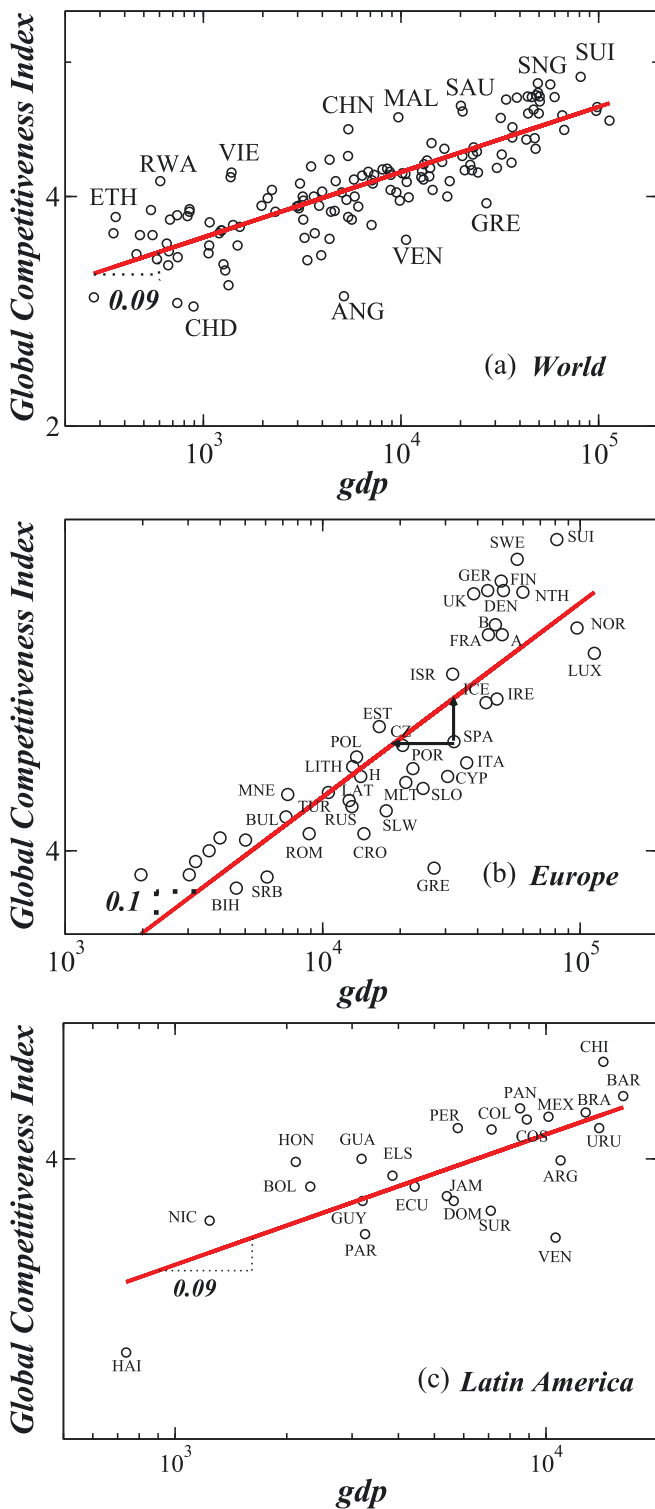 Global Competitiveness Index
SUI
SNG
SAU
MAL
CHN
VIE
RWA
ETH
4
GRE
VEN
0.09
CHD
ANG
(a) World
2
10^3
10^4
10^5
gdp
Global Competitiveness Index
SUI
SWE
GER
FIN
UK
DEN
NTH
B
NOR
FRA
A
LUX
ISR
ICE
IRE
EST
CZ
SPA
POL
POR
ITA
LITH
H
CYP
MNE
LAT
MLT
SLO
TUR
BUL
RUS
SLW
ROM
CRO
4
GRE
(b) Europe
0.1
SRB
BIH
10^3
10^4
10^5
gdp
Global Competitiveness Index
CHI
BAR
PAN
MEX
BRA
PER
COL
COS
URU
HON
GUA
4
ELS
ARG
BOL
ECU
JAM
NIC
GUY
DOM
SUR
PAR
VEN
0.09
HAI
(c) Latin America
10^3
10^4
gdp